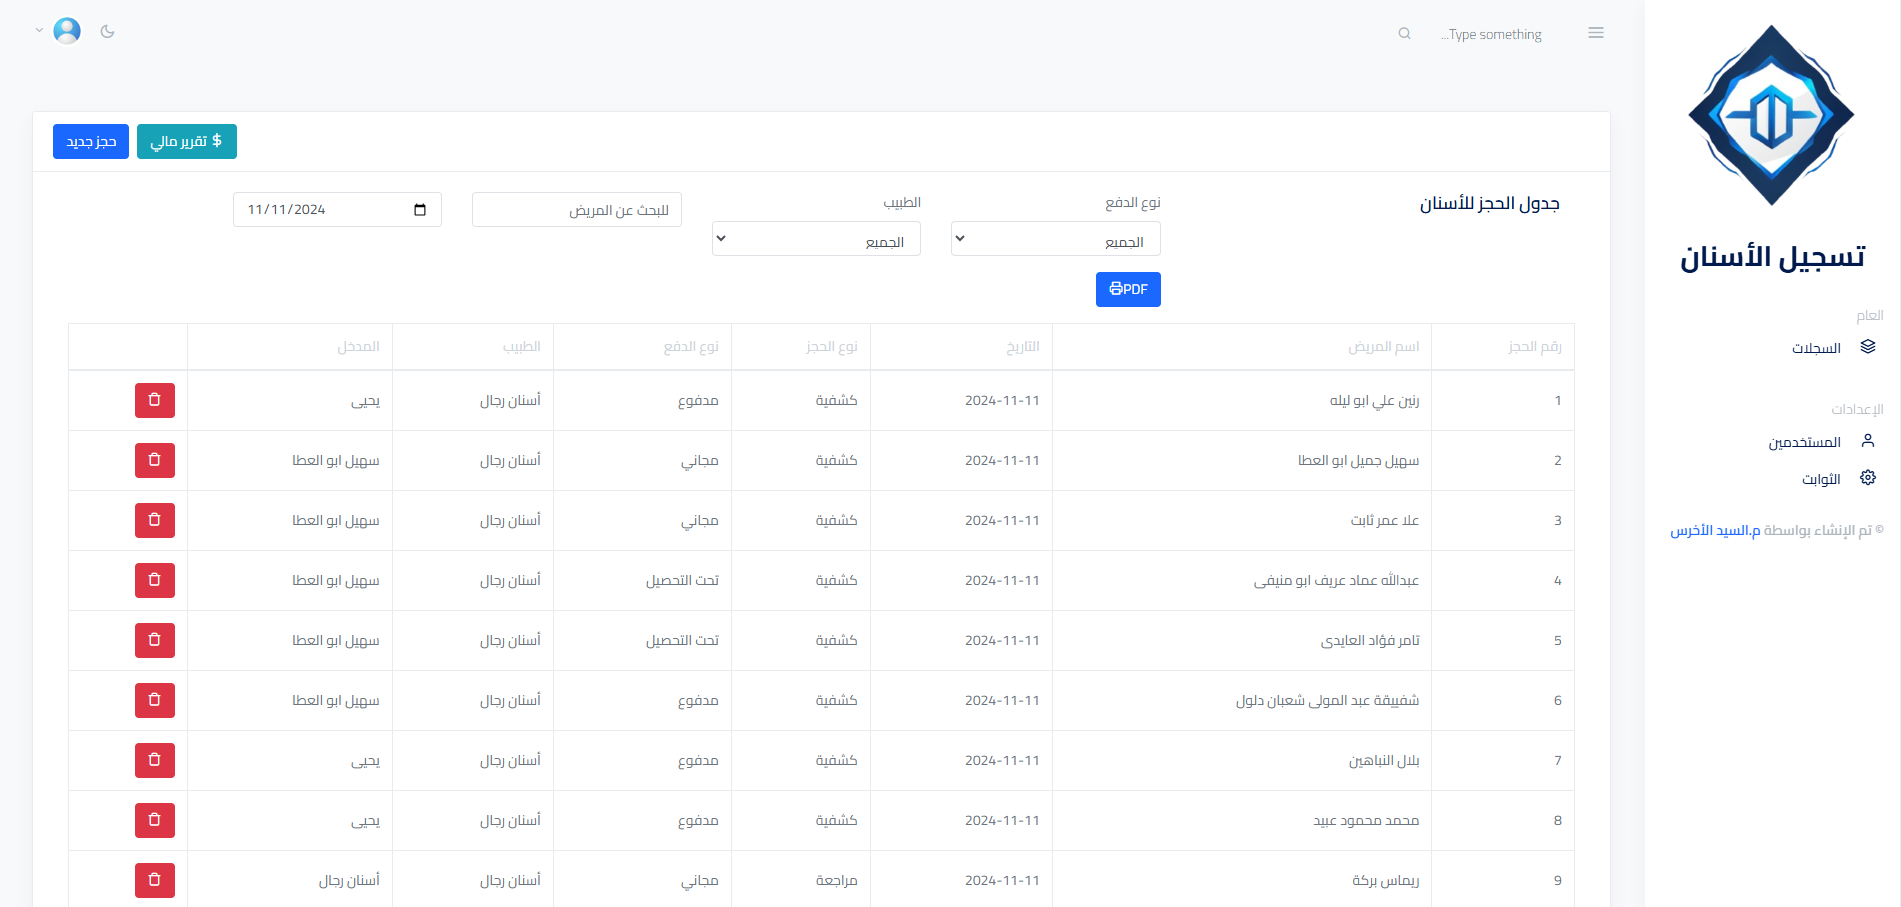 Type something...
تسجيل الأسنان
العام
السجلات
الإعدادات
المستخدمين
الثوابت
© تم الإنشاء بواسطة م.السيد الأخرس
$ تقرير مالي
حجز جديد
جدول الحجز للأسنان
نوع الدفع
الجميع
الطبيب
الجميع
للبحث عن المريض
11/11/2024
PDF
رقم الحجز اسم المريض التاريخ نوع الحجز نوع الدفع الطبيب المدخل
1 رنين علي ابو ليله 2024-11-11 كشفية مدفوع أسنان رجال يحيى
2 سهيل جميل ابو العطا 2024-11-11 كشفية مجاني أسنان رجال سهيل ابو العطا
3 علا عمر ثابت 2024-11-11 كشفية مجاني أسنان رجال سهيل ابو العطا
4 عبدالله عماد عريف ابو منيفى 2024-11-11 كشفية تحت التحصيل أسنان رجال سهيل ابو العطا
5 تامر فؤاد العايدى 2024-11-11 كشفية تحت التحصيل أسنان رجال سهيل ابو العطا
6 شفييقة عبد المولى شعبان دلول 2024-11-11 كشفية مدفوع أسنان رجال سهيل ابو العطا
7 بلال النباهين 2024-11-11 كشفية مدفوع أسنان رجال يحيى
8 محمد محمود عبيد 2024-11-11 كشفية مدفوع أسنان رجال يحيى
9 ريماس بركة 2024-11-11 مراجعة مجاني أسنان رجال أسنان رجال